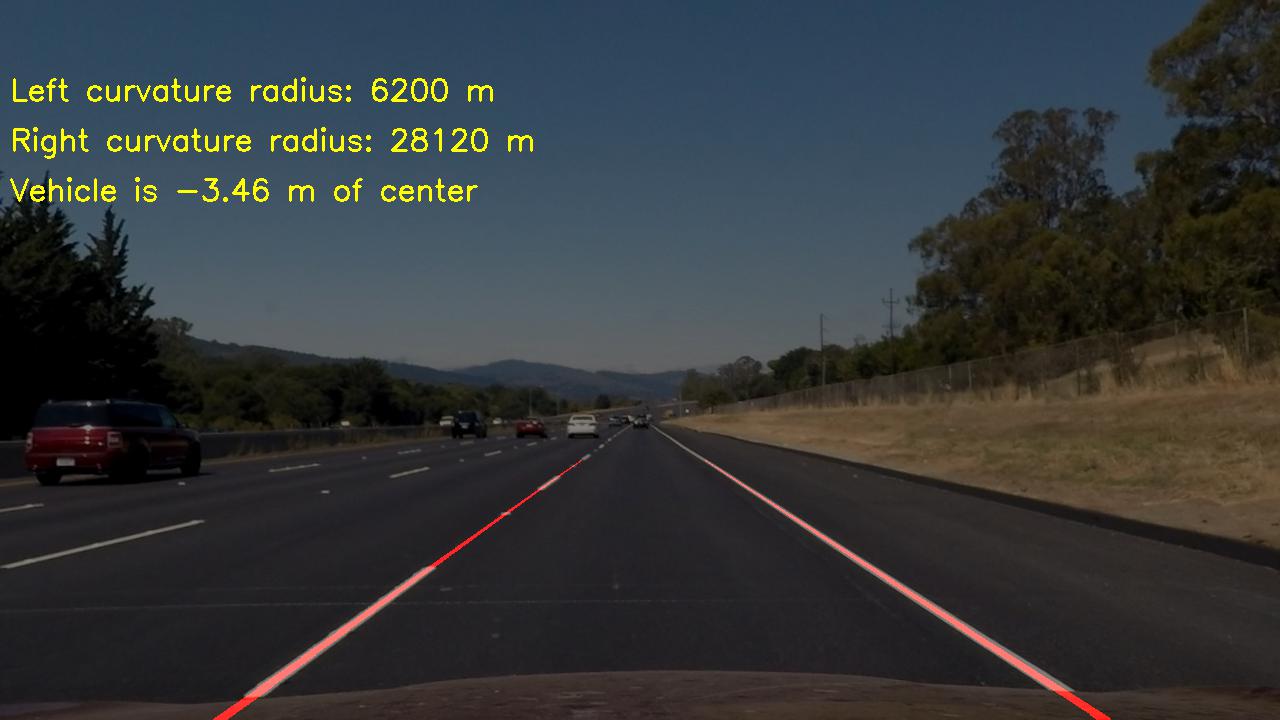 Left curvature radius: 6200 m
Right curvature radius: 28120 m
Vehicle is -3.46 m of center